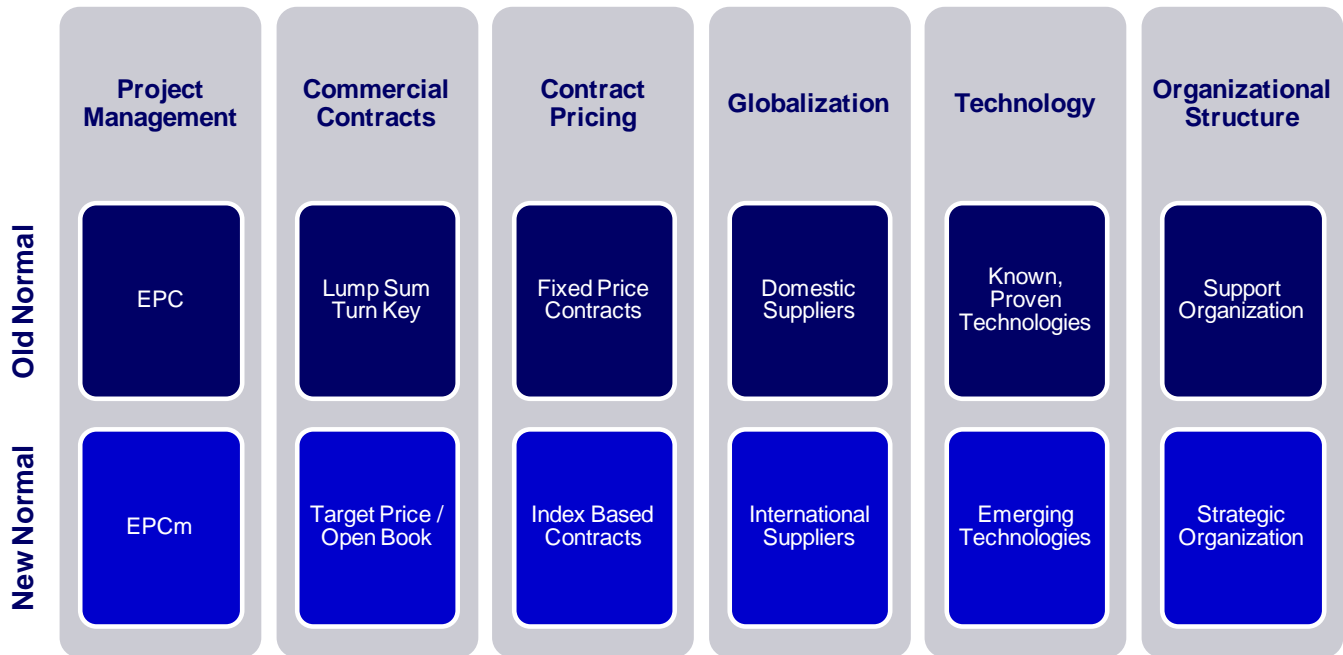 Project
Management
Commercial
Contracts
Contract
Pricing
Globalization
Technology
Organizational
Structure
Old Normal
EPC
Lump Sum
Turn Key
Fixed Price
Contracts
Domestic
Suppliers
Known,
Proven
Technologies
Support
Organization
New Normal
EPCm
Target Price /
Open Book
Index Based
Contracts
International
Suppliers
Emerging
Technologies
Strategic
Organization